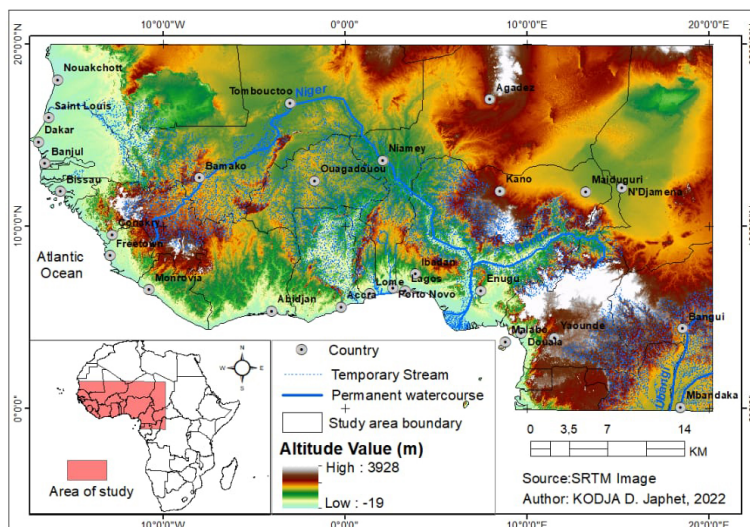 10°0'0"W 0°0'0"E 10°0'0"E 20°0'0"E
20°0'0"N
10°0'0"N
0°0'0"
Nouakchott
Saint Louis
Dakar
Banjul
Bissau
Tombouctoo
Niger
Agadez
Bamako
Ouagadougou
Niamey
Kano
Maiduguri
N'Djamena
Conakri
Freetown
Monrovia
Atlantic
Ocean
Abidjan
Accra
Lome
Porto Novo
Ibadan
Lagos
Enugu
Malabo
Douala
Yaounde
Bangui
Ubangi
Mbandaka
N
W E
S
Area of study
Country
Temporary Stream
Permanent watercourse
Study area boundary
Altitude Value (m)
High : 3928
Low : -19
0 3,5 7 14
KM
Source:SRTM Image
Author: KODJA D. Japhet, 2022
10°0'0"W 0°0'0"E 10°0'0"E 20°0'0"E